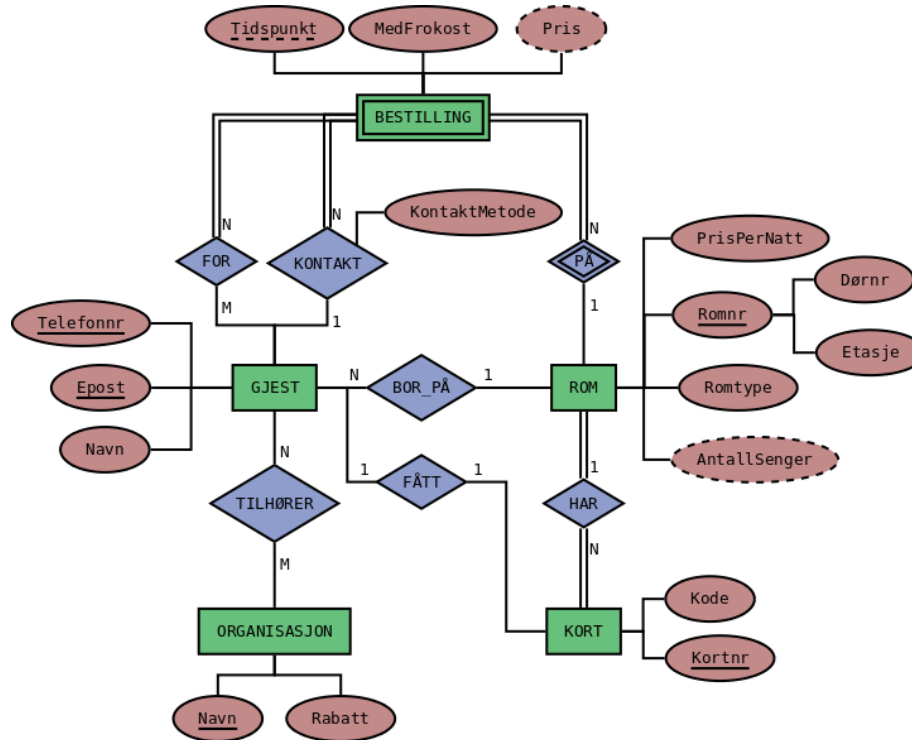 Tidspunkt MedFrokost Pris
BESTILLING
N N KontaktMetode N
FOR KONTAKT PÅ PrisPerNatt
Dørnr
M 1 1
Telefonnr Romnr
Etasje
Epost GJEST N BOR_PÅ 1 ROM Romtype
Navn N 1 FÅTT 1 1 AntallSenger
TILHØRER HAR
M N
Kode
ORGANISASJON KORT
Kortnr
Navn Rabatt